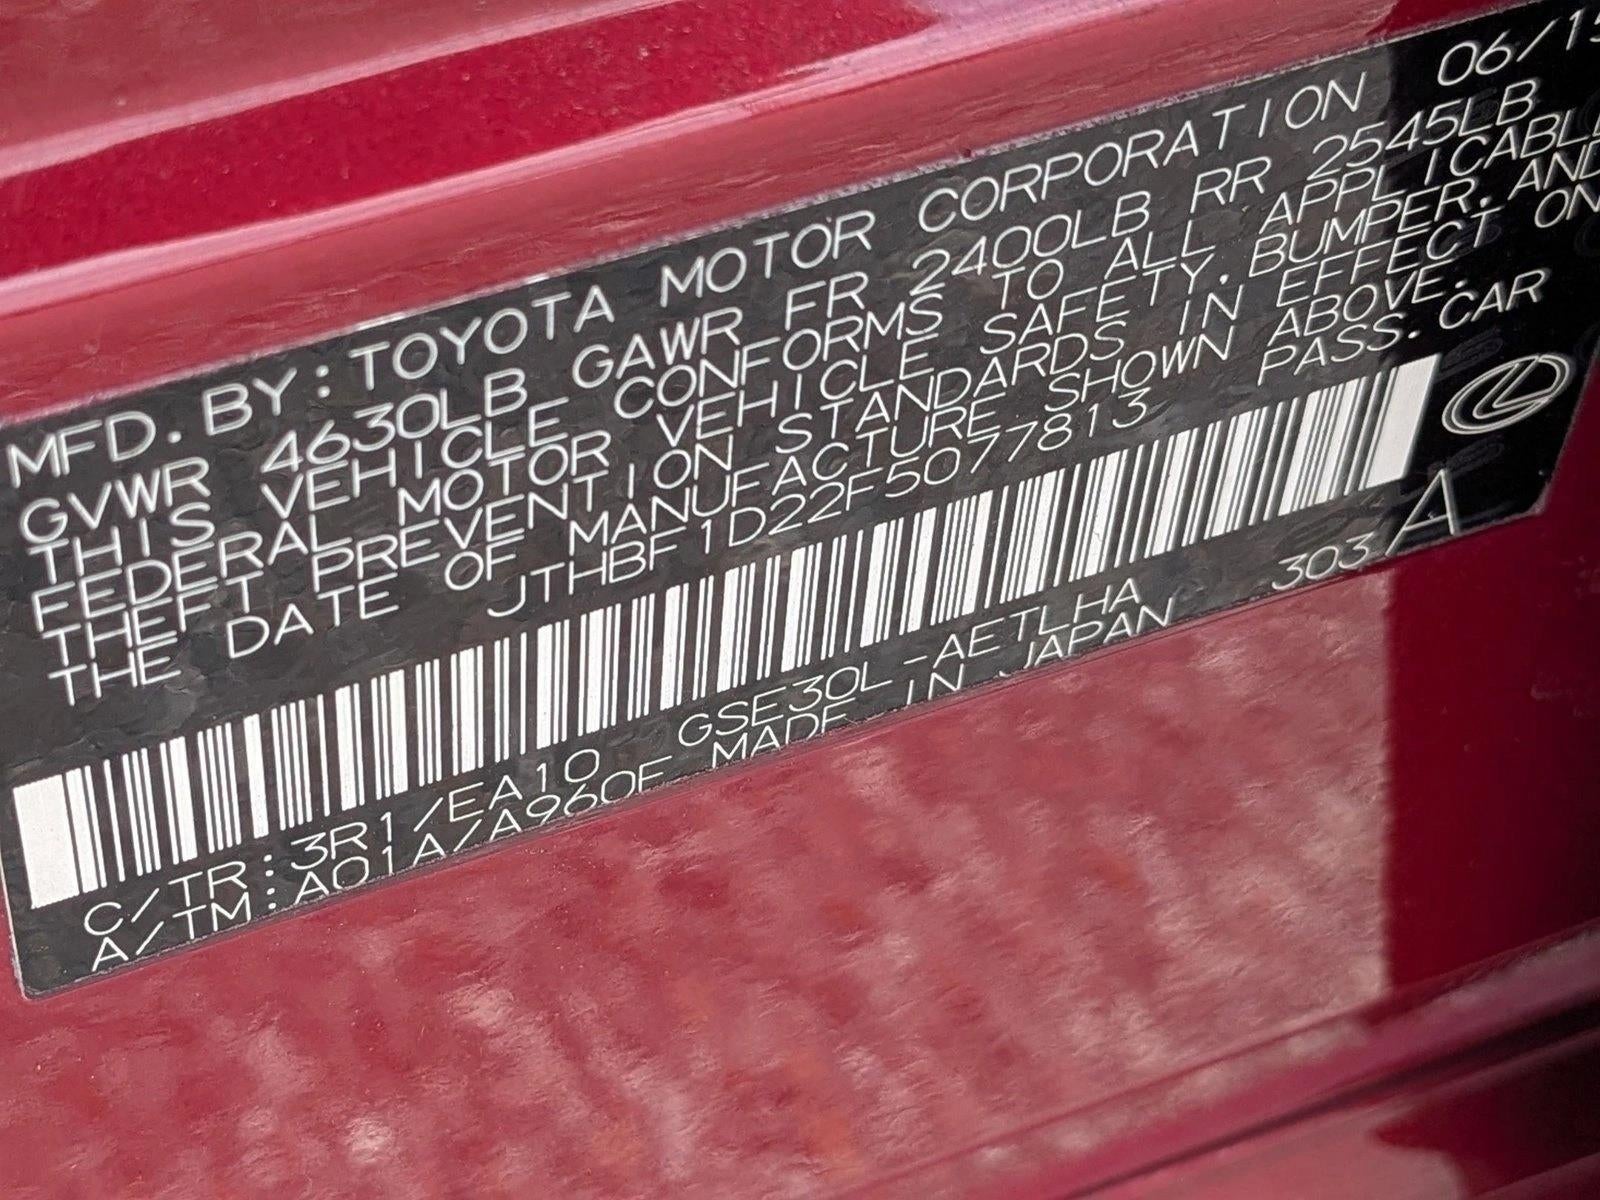 MFD. BY: TOYOTA MOTOR CORPORATION 06/15
GVWR 4630LB GAWR FR 2400LB RR 2545LB
THIS VEHICLE CONFORMS TO ALL APPLICABLE
FEDERAL MOTOR VEHICLE SAFETY, BUMPER, AND
THEFT PREVENTION STANDARDS IN EFFECT ON
THE DATE OF MANUFACTURE SHOWN ABOVE.
JTHBF1D22F5077813 PASS. CAR
C/TR: 3R1/EA10 GSE30L-AETLHA 303 A
A/TM: A01A/A960E MADE IN JAPAN